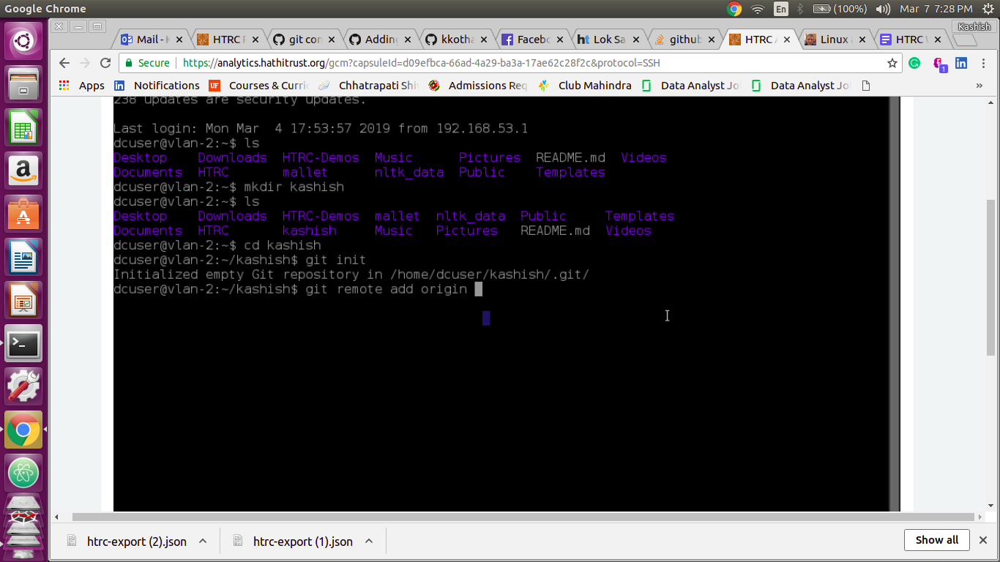 Google Chrome
En
(100%)
Mar 7 7:28 PM
Kashish
Mail - K
HTRC
git con
Adding
kkotha
Facebo
ht Lok Sa
github
HTRC A
Linux a
HTRC
Secure
https://analytics.hathitrust.org/gcm?capsuleId=d09efbca-66ad-4a29-ba3a-17ae62c28f2c&protocol=SSH
1
Apps
Notifications
UF Courses & Curric
Chhatrapati Shi
Admissions Req
Club Mahindra
Data Analyst Jo
Data Analyst Jo
»
238 updates are security updates.
Last login: Mon Mar  4 17:53:57 2019 from 192.168.53.1
dcuser@vlan-2:~$ ls
Desktop Downloads HTRC-Demos Music Pictures README.md Videos
Documents HTRC mallet nltk_data Public Templates
dcuser@vlan-2:~$ mkdir kashish
dcuser@vlan-2:~$ ls
Desktop Downloads HTRC-Demos mallet nltk_data Public Templates
Documents HTRC kashish Music Pictures README.md Videos
dcuser@vlan-2:~$ cd kashish
dcuser@vlan-2:~/kashish$ git init
Initialized empty Git repository in /home/dcuser/kashish/.git/
dcuser@vlan-2:~/kashish$ git remote add origin
htrc-export (2).json
htrc-export (1).json
Show all